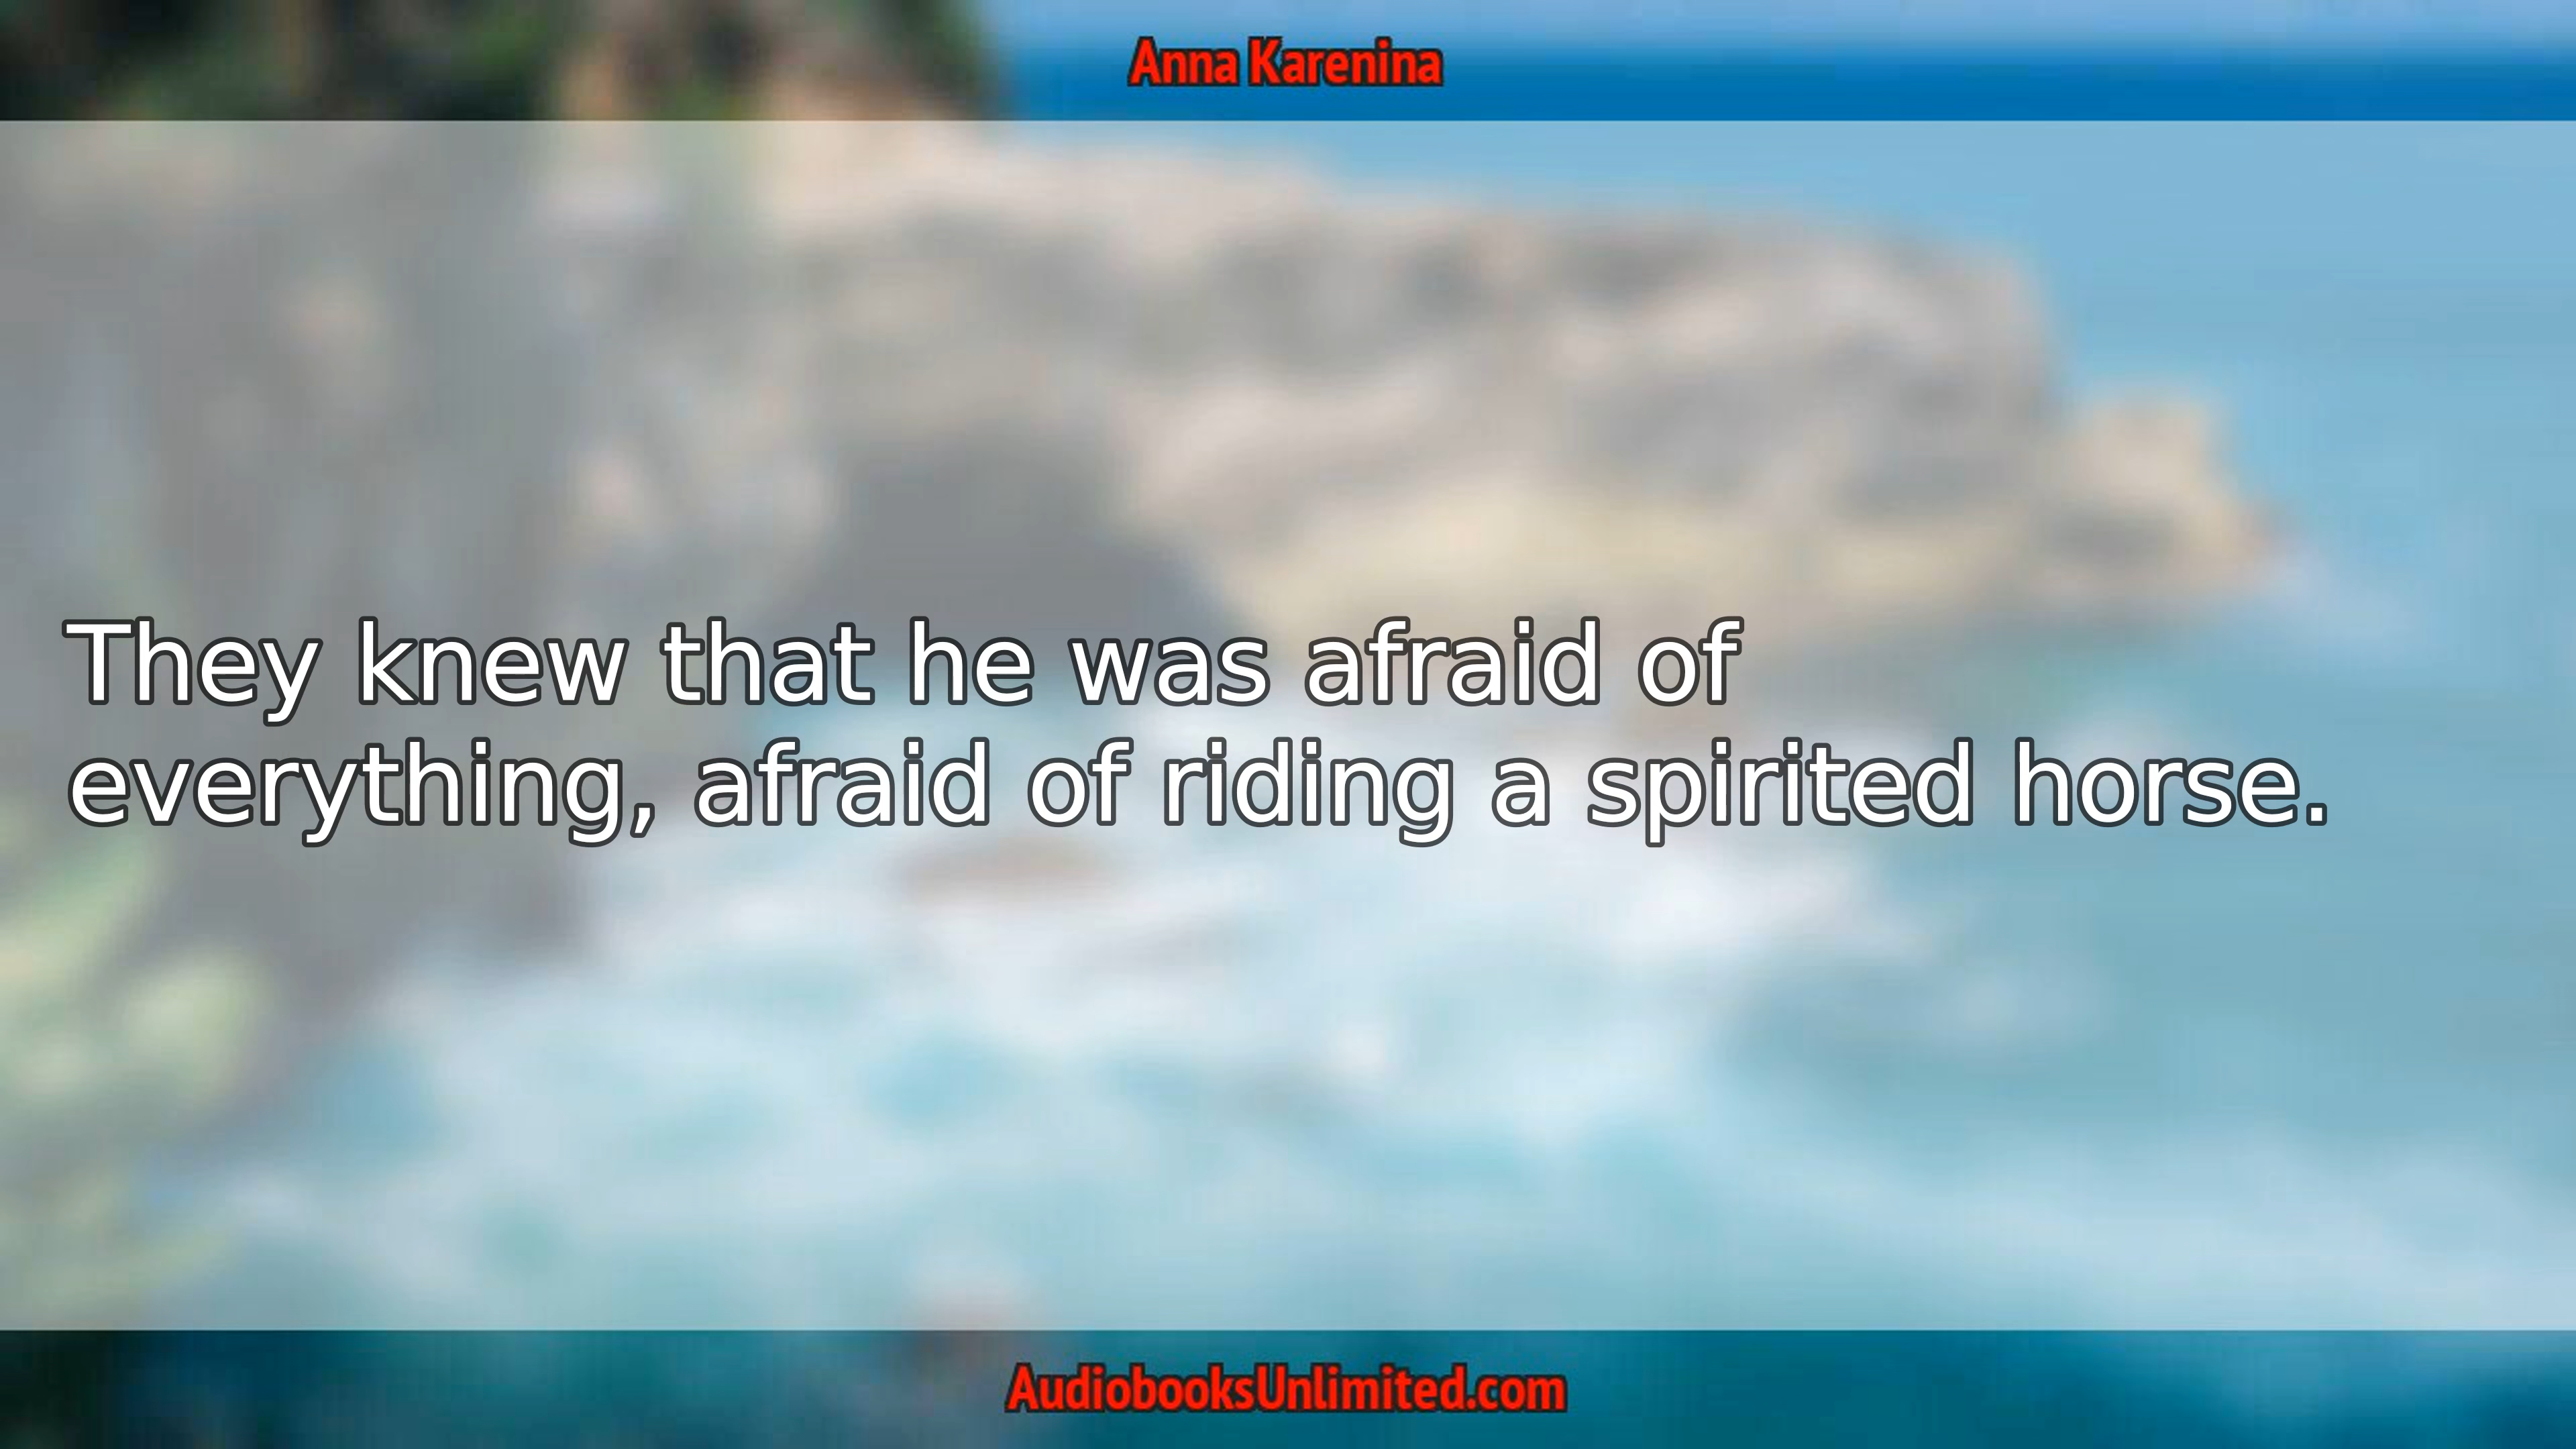 Anna Karenina
They knew that he was afraid of
everything, afraid of riding a spirited horse.
AudiobooksUnlimited.com